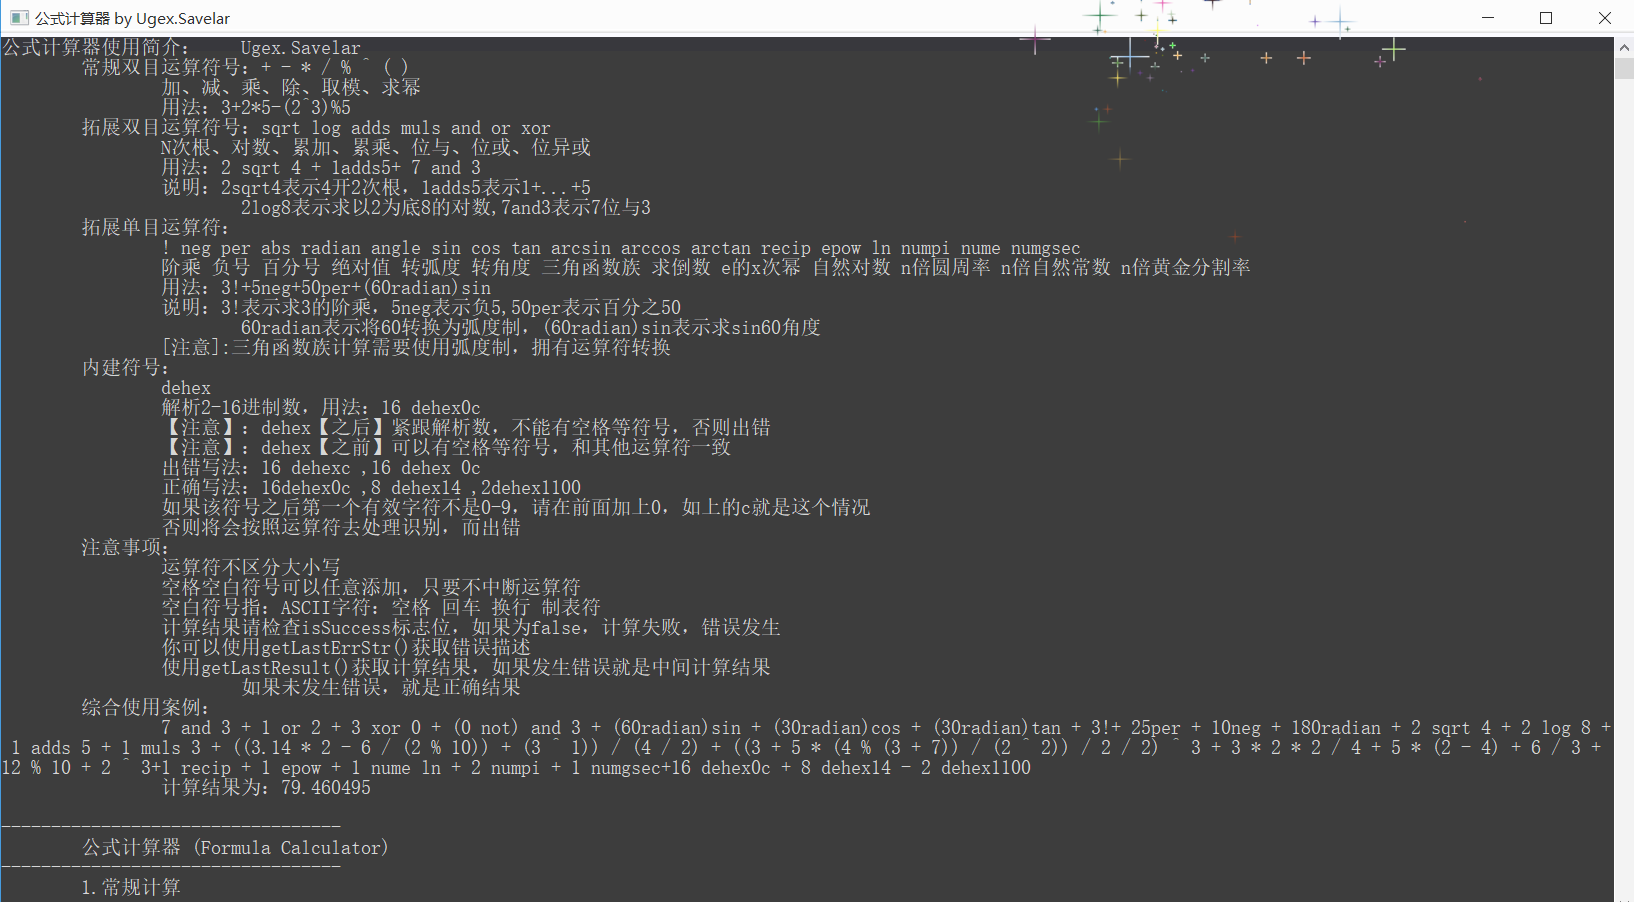 公式计算器 by Ugex.Savelar
公式计算器使用简介： Ugex.Savelar
常规双目运算符号：+ - * / % ^ ( )
加、减、乘、除、取模、求幂
用法：3+2*5-(2^3)%5
拓展双目运算符号：sqrt log adds muls and or xor
N次根、对数、累加、累乘、位与、位或、位异或
用法：2 sqrt 4 + 1adds5+ 7 and 3
说明：2sqrt4表示4开2次根，1adds5表示1+...+5
2log8表示求以2为底8的对数,7and3表示7位与3
拓展单目运算符：
! neg per abs radian angle sin cos tan arcsin arccos arctan recip epow ln numpi nume numgsec
阶乘 负号 百分号 绝对值 转弧度 转角度 三角函数族 求倒数 e的x次幂 自然对数 n倍圆周率 n倍自然常数 n倍黄金分割率
用法：3!+5neg+50per+(60radian)sin
说明：3!表示求3的阶乘，5neg表示负5,50per表示百分之50
60radian表示将60转换为弧度制，(60radian)sin表示求sin60角度
[注意]:三角函数族计算需要使用弧度制，拥有运算符转换
内建符号：
dehex
解析2-16进制数，用法：16 dehex0c
【注意】：dehex【之后】紧跟解析数，不能有空格等符号，否则出错
【注意】：dehex【之前】可以有空格等符号，和其他运算符一致
出错写法：16 dehexc ,16 dehex 0c
正确写法：16dehex0c ,8 dehex14 ,2dehex1100
如果该符号之后第一个有效字符不是0-9，请在前面加上0，如上的c就是这个情况
否则将会按照运算符去处理识别，而出错
注意事项：
运算符不区分大小写
空格空白符号可以任意添加，只要不中断运算符
空白符号指：ASCII字符：空格 回车 换行 制表符
计算结果请检查isSuccess标志位，如果为false，计算失败，错误发生
你可以使用getLastErrStr()获取错误描述
使用getLastResult()获取计算结果，如果发生错误就是中间计算结果
如果未发生错误，就是正确结果
综合使用案例：
7 and 3 + 1 or 2 + 3 xor 0 + (0 not) and 3 + (60radian)sin + (30radian)cos + (30radian)tan + 3!+ 25per + 10neg + 180radian + 2 sqrt 4 + 2 log 8 +
1 adds 5 + 1 muls 3 + ((3.14 * 2 - 6 / (2 % 10)) + (3 ^ 1)) / (4 / 2) + ((3 + 5 * (4 % (3 + 7)) / (2 ^ 2)) / 2 / 2) ^ 3 + 3 * 2 * 2 / 4 + 5 * (2 - 4) + 6 / 3 +
12 % 10 + 2 ^ 3+1 recip + 1 epow + 1 nume ln + 2 numpi + 1 numgsec+16 dehex0c + 8 dehex14 - 2 dehex1100
计算结果为：79.460495
----------------------------------
公式计算器 (Formula Calculator)
----------------------------------
1.常规计算